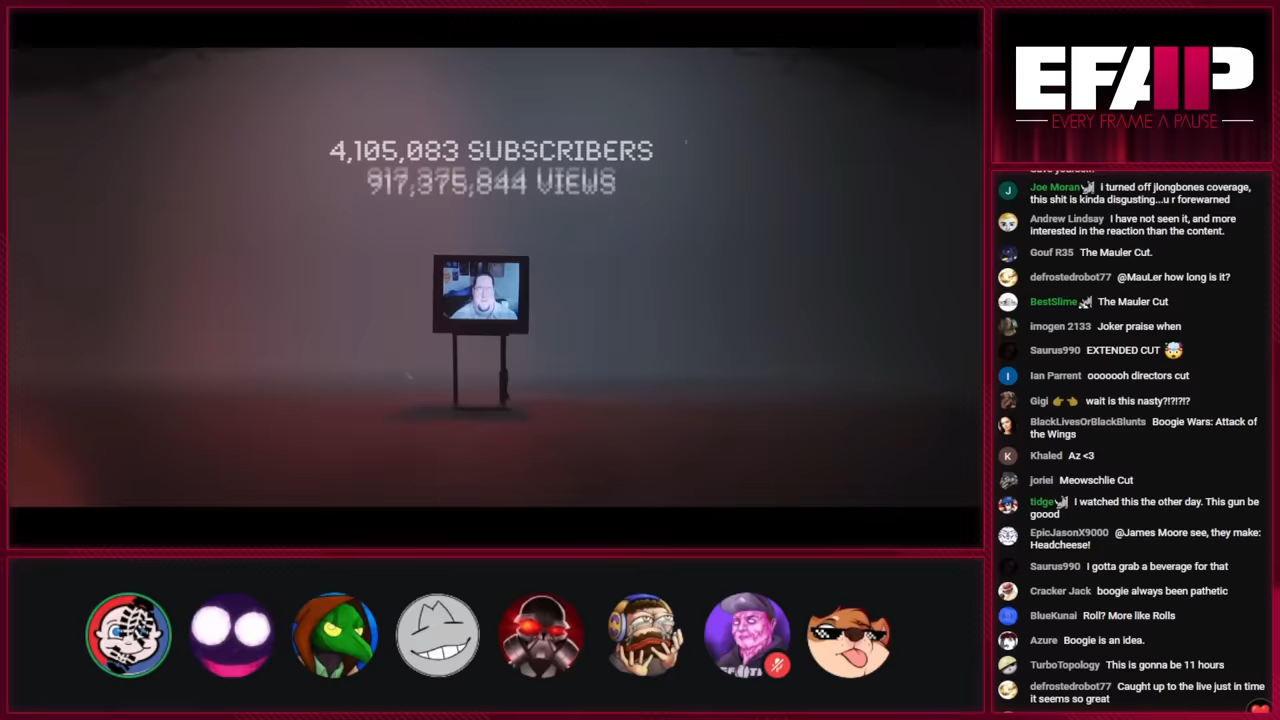 4,105,083 SUBSCRIBERS
917,375,844 VIEWS
EFAP
EVERY FRAME A PAUSE
Joe Moran i turned off jlongbones coverage,
this shit is kinda disgusting...u r forewarned
Andrew Lindsay I have not seen it, and more
interested in the reaction than the content.
Gouf R35 The Mauler Cut.
defrostedrobot77 @MauLer how long is it?
BestSlime The Mauler Cut
imogen 2133 Joker praise when
Saurus990 EXTENDED CUT
Ian Parrent ooooooh directors cut
Gigi wait is this nasty?!?!?!?
BlackLivesOrBlackBlunts Boogie Wars: Attack of
the Wings
Khaled Az <3
joriei Meowschlie Cut
tidge I watched this the other day. This gun be
goood
EpicJasonX9000 @James Moore see, they make:
Headcheese!
Saurus990 I gotta grab a beverage for that
Cracker Jack boogie always been pathetic
BlueKunai Roll? More like Rolls
Azure Boogie is an idea.
TurboTopology This is gonna be 11 hours
defrostedrobot77 Caught up to the live just in time
it seems so great